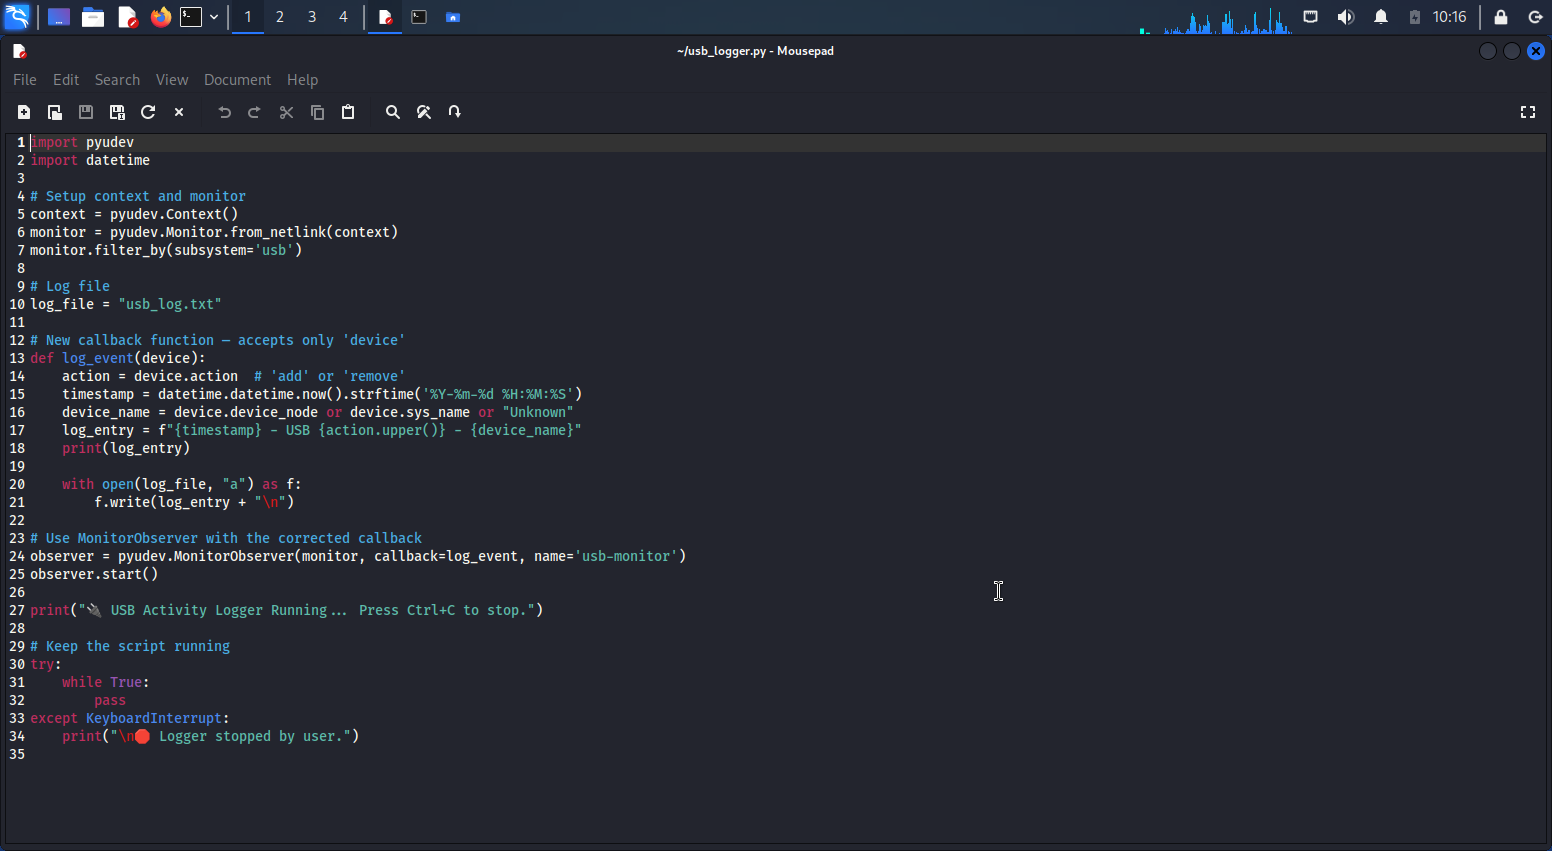 1 2 3 4 10:16
~/usb_logger.py - Mousepad
File Edit Search View Document Help
1 import pyudev
2 import datetime
3
4 # Setup context and monitor
5 context = pyudev.Context()
6 monitor = pyudev.Monitor.from_netlink(context)
7 monitor.filter_by(subsystem='usb')
8
9 # Log file
10 log_file = "usb_log.txt"
11
12 # New callback function — accepts only 'device'
13 def log_event(device):
14     action = device.action  # 'add' or 'remove'
15     timestamp = datetime.datetime.now().strftime('%Y-%m-%d %H:%M:%S')
16     device_name = device.device_node or device.sys_name or "Unknown"
17     log_entry = f"{timestamp} - USB {action.upper()} - {device_name}"
18     print(log_entry)
19
20     with open(log_file, "a") as f:
21         f.write(log_entry + "\n")
22
23 # Use MonitorObserver with the corrected callback
24 observer = pyudev.MonitorObserver(monitor, callback=log_event, name='usb-monitor')
25 observer.start()
26
27 print("🔌 USB Activity Logger Running... Press Ctrl+C to stop.")
28
29 # Keep the script running
30 try:
31     while True:
32         pass
33 except KeyboardInterrupt:
34     print("\n🛑 Logger stopped by user.")
35